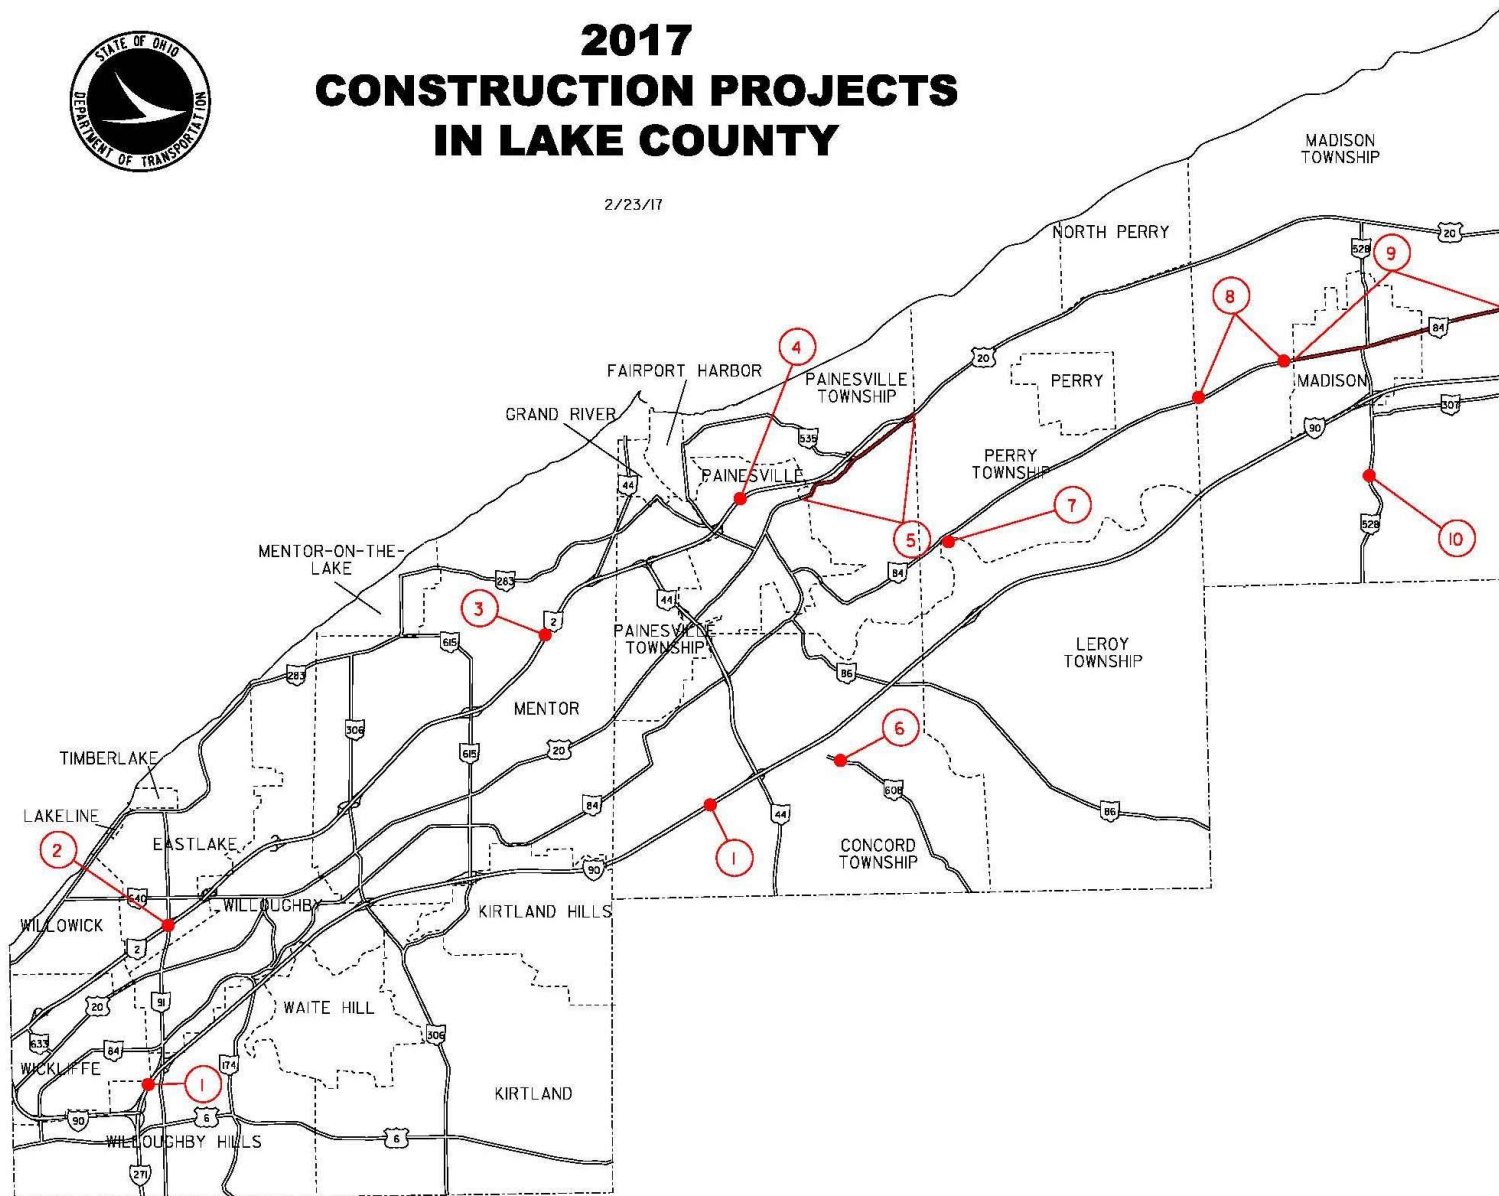 STATE OF OHIO
DEPARTMENT OF TRANSPORTATION
2017
CONSTRUCTION PROJECTS
IN LAKE COUNTY
2/23/17
MADISON
TOWNSHIP
NORTH PERRY
20
528
9
8
84
4
20
FAIRPORT HARBOR
PAINESVILLE
TOWNSHIP
PERRY
MADISON
307
GRAND RIVER
535
90
PERRY
TOWNSHIP
PAINESVILLE
44
10
528
7
5
MENTOR-ON-THE-
LAKE
283
84
3
2
44
615
PAINESVILLE
TOWNSHIP
LEROY
TOWNSHIP
283
86
MENTOR
306
6
TIMBERLAKE
615
20
608
84
86
44
LAKELINE
2
EASTLAKE
1
CONCORD
TOWNSHIP
90
640
WILLOUGHBY
KIRTLAND HILLS
WILLOWICK
2
20
91
WAITE HILL
306
633
84
WICKLIFFE
174
1
KIRTLAND
90
6
WILLOUGHBY HILLS
6
271